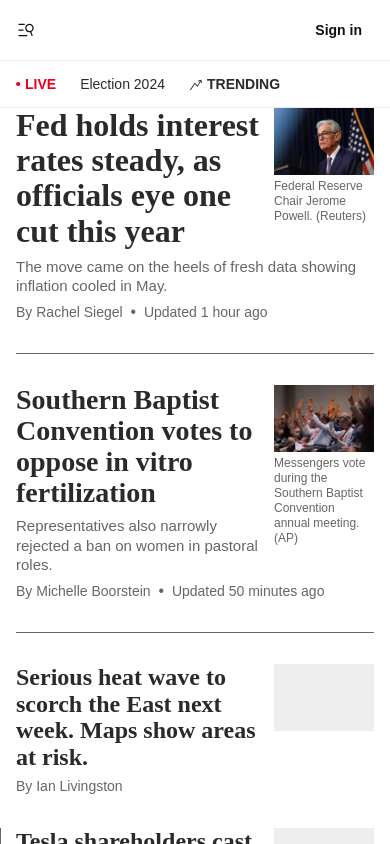 Sign in
LIVE
Election 2024
TRENDING
Fed holds interest
rates steady, as
officials eye one
cut this year
Federal Reserve
Chair Jerome
Powell. (Reuters)
The move came on the heels of fresh data showing
inflation cooled in May.
By Rachel Siegel • Updated 1 hour ago
Southern Baptist
Convention votes to
oppose in vitro
fertilization
Messengers vote
during the
Southern Baptist
Convention
annual meeting.
(AP)
Representatives also narrowly
rejected a ban on women in pastoral
roles.
By Michelle Boorstein • Updated 50 minutes ago
Serious heat wave to
scorch the East next
week. Maps show areas
at risk.
By Ian Livingston
Tesla shareholders cast